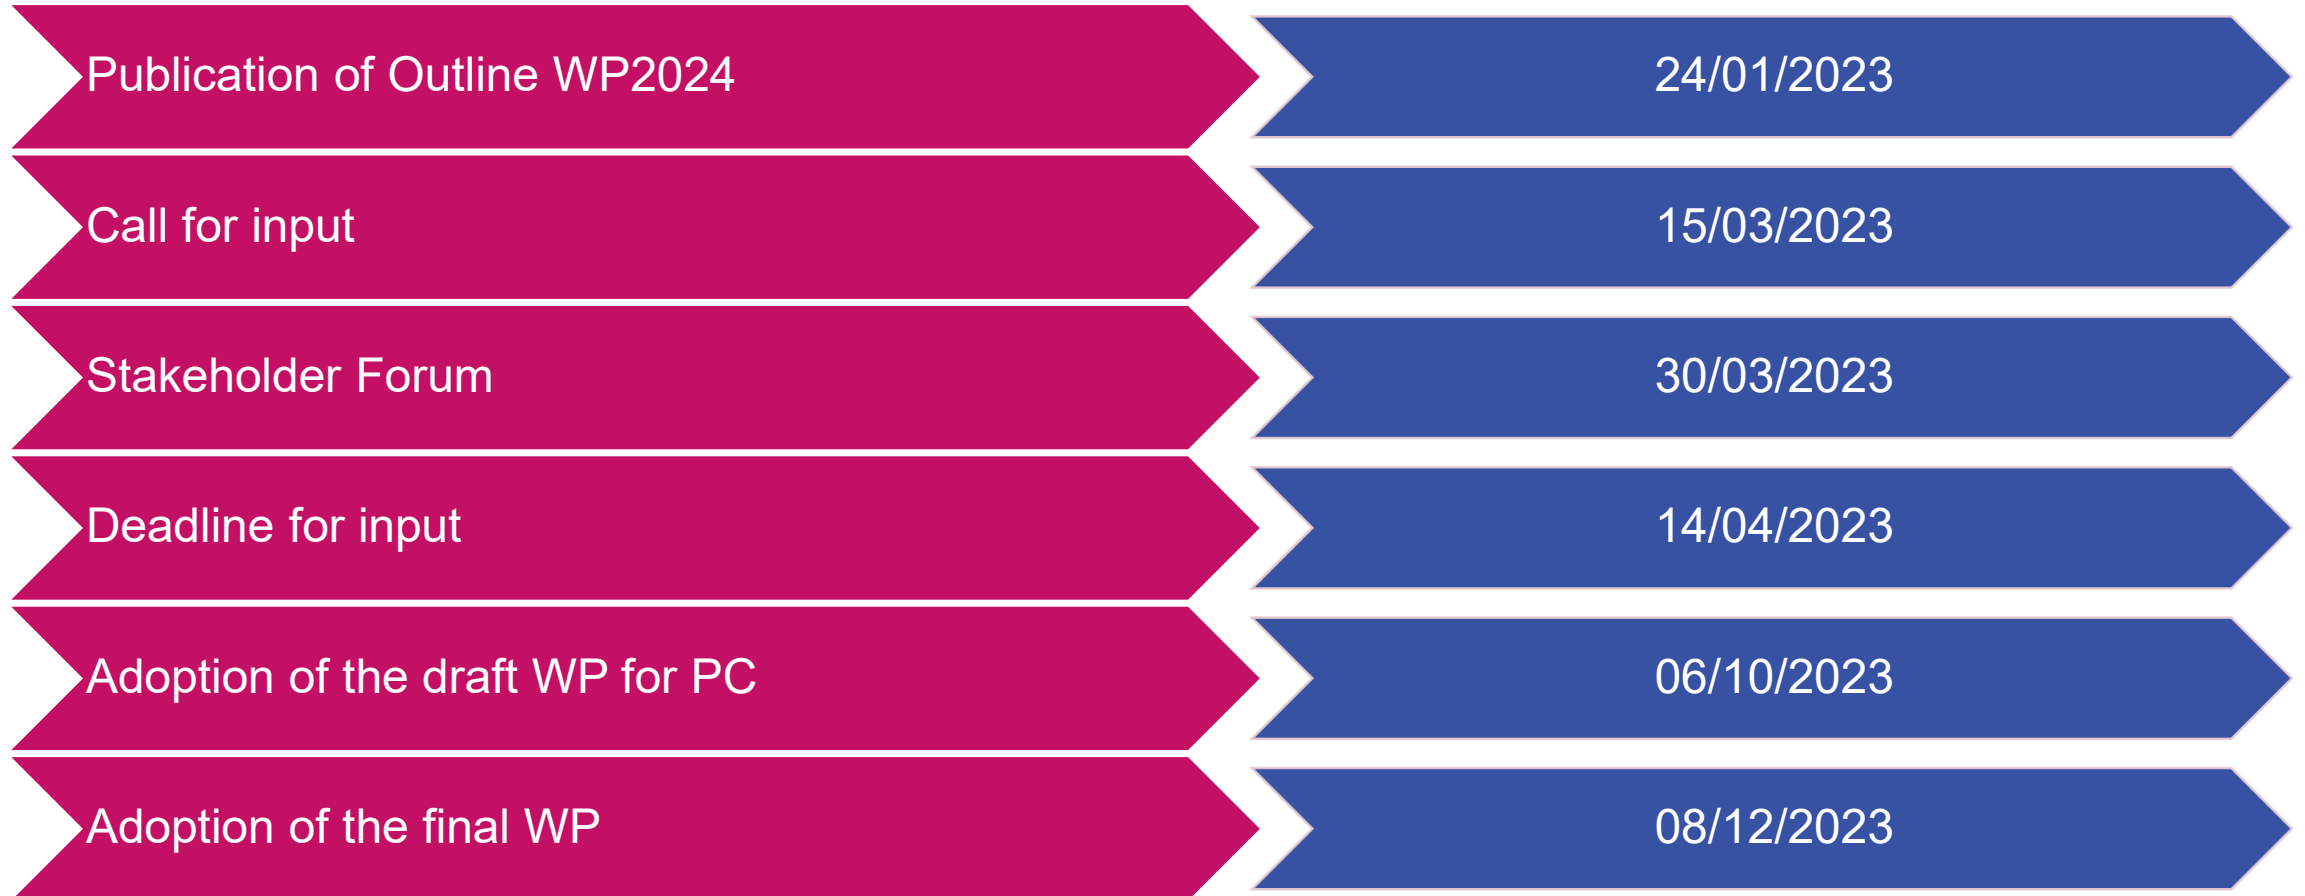 Publication of Outline WP2024
24/01/2023
Call for input
15/03/2023
Stakeholder Forum
30/03/2023
Deadline for input
14/04/2023
Adoption of the draft WP for PC
06/10/2023
Adoption of the final WP
08/12/2023